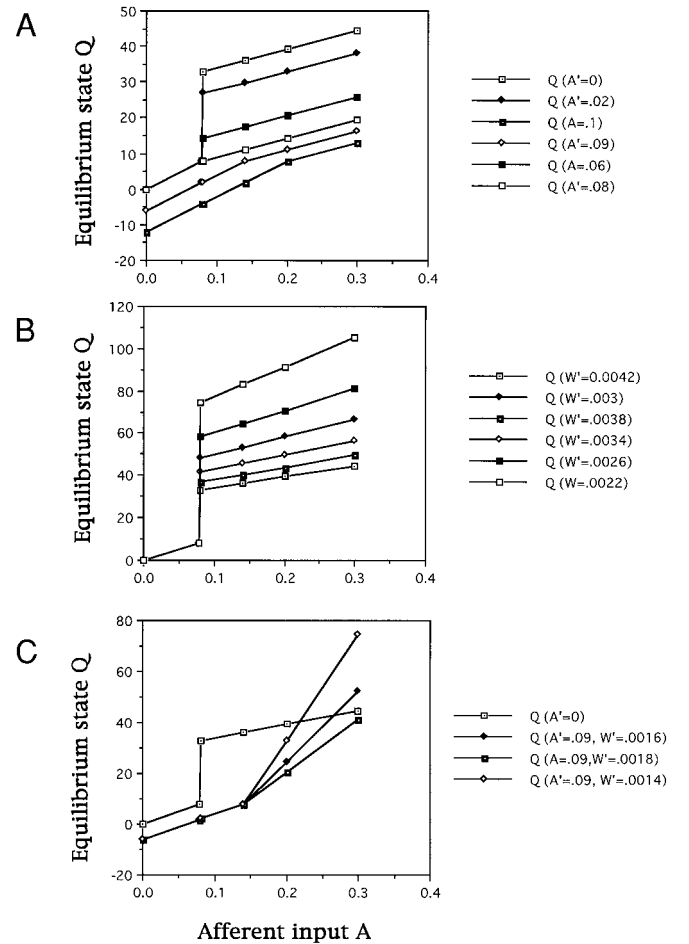 A
Equilibrium state Q
50
40
30
20
10
0
-10
-20
0.0 0.1 0.2 0.3 0.4
Q (A'=0)
Q (A'=.02)
Q (A=.1)
Q (A'=.09)
Q (A=.06)
Q (A'=.08)
B
Equilibrium state Q
120
100
80
60
40
20
0
0.0 0.1 0.2 0.3 0.4
Q (W'=0.0042)
Q (W'=.003)
Q (W'=.0038)
Q (W'=.0034)
Q (W'=.0026)
Q (W=.0022)
C
Equilibrium state Q
80
60
40
20
0
-20
0.0 0.1 0.2 0.3 0.4
Q (A'=0)
Q (A'=.09, W'=.0016)
Q (A=.09,W'=.0018)
Q (A'=.09, W'=.0014)
Afferent input A